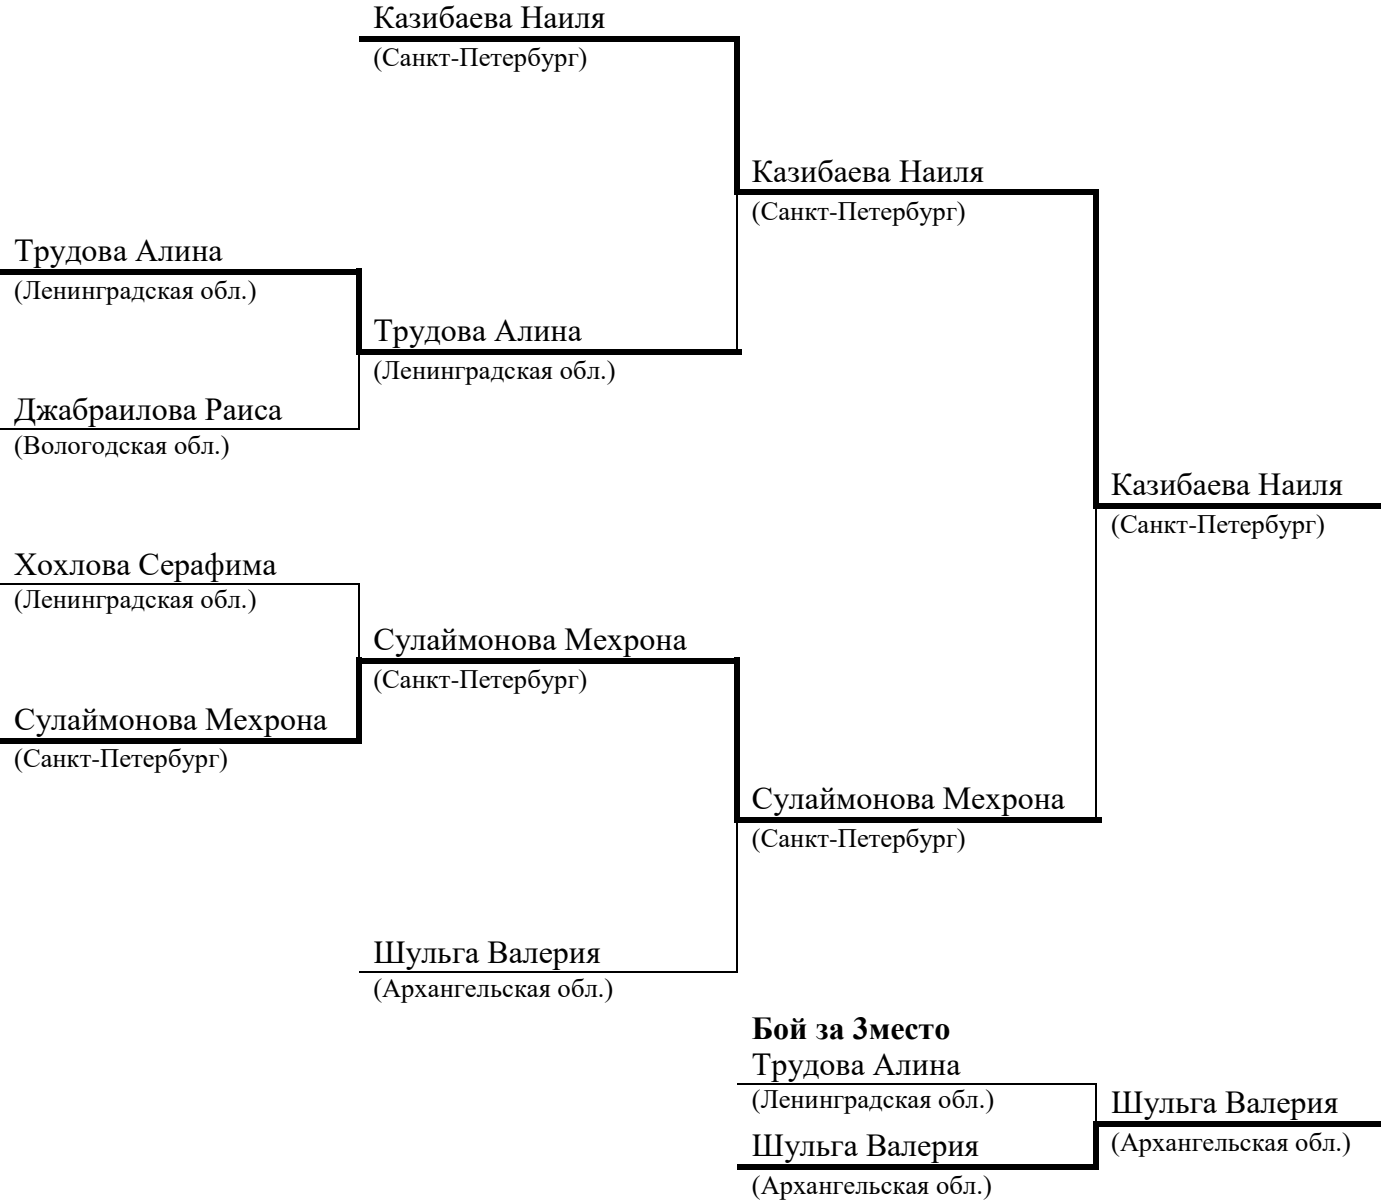 Казибаева Наиля
(Санкт-Петербург)
Казибаева Наиля
(Санкт-Петербург)
Трудова Алина
(Ленинградская обл.)
Трудова Алина
(Ленинградская обл.)
Джабраилова Раиса
(Вологодская обл.)
Казибаева Наиля
(Санкт-Петербург)
Хохлова Серафима
(Ленинградская обл.)
Сулаймонова Мехрона
(Санкт-Петербург)
Сулаймонова Мехрона
(Санкт-Петербург)
Сулаймонова Мехрона
(Санкт-Петербург)
Шульга Валерия
(Архангельская обл.)
Бой за 3место
Трудова Алина
(Ленинградская обл.)
Шульга Валерия
(Архангельская обл.)
Шульга Валерия
(Архангельская обл.)